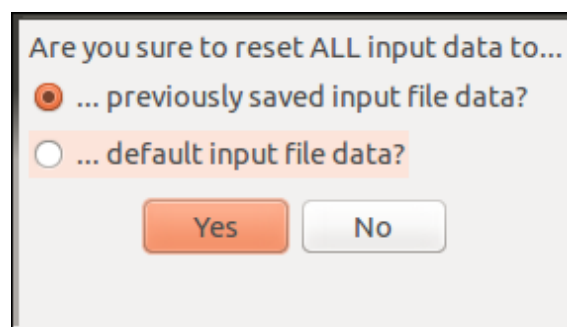 Are you sure to reset ALL input data to...
... previously saved input file data?
... default input file data?
Yes No